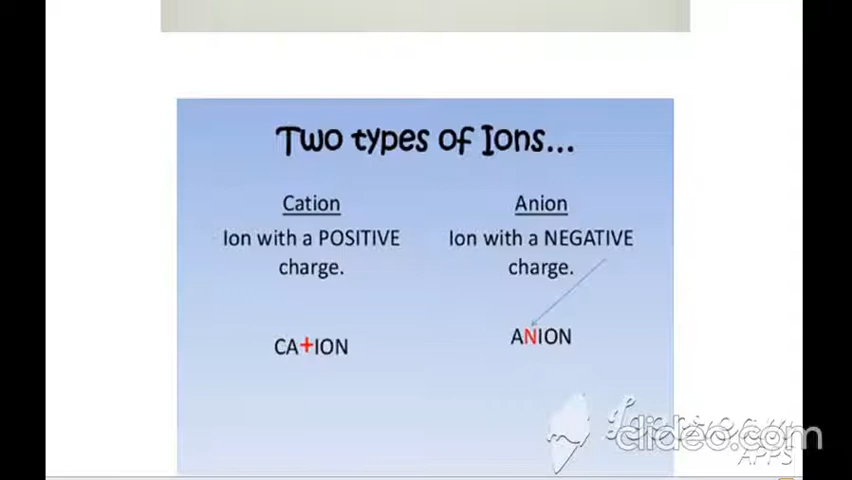 Two types of Ions...
Cation
Anion
Ion with a POSITIVE
charge.
Ion with a NEGATIVE
charge.
CA+ION
ANION
clideo.com
APPS